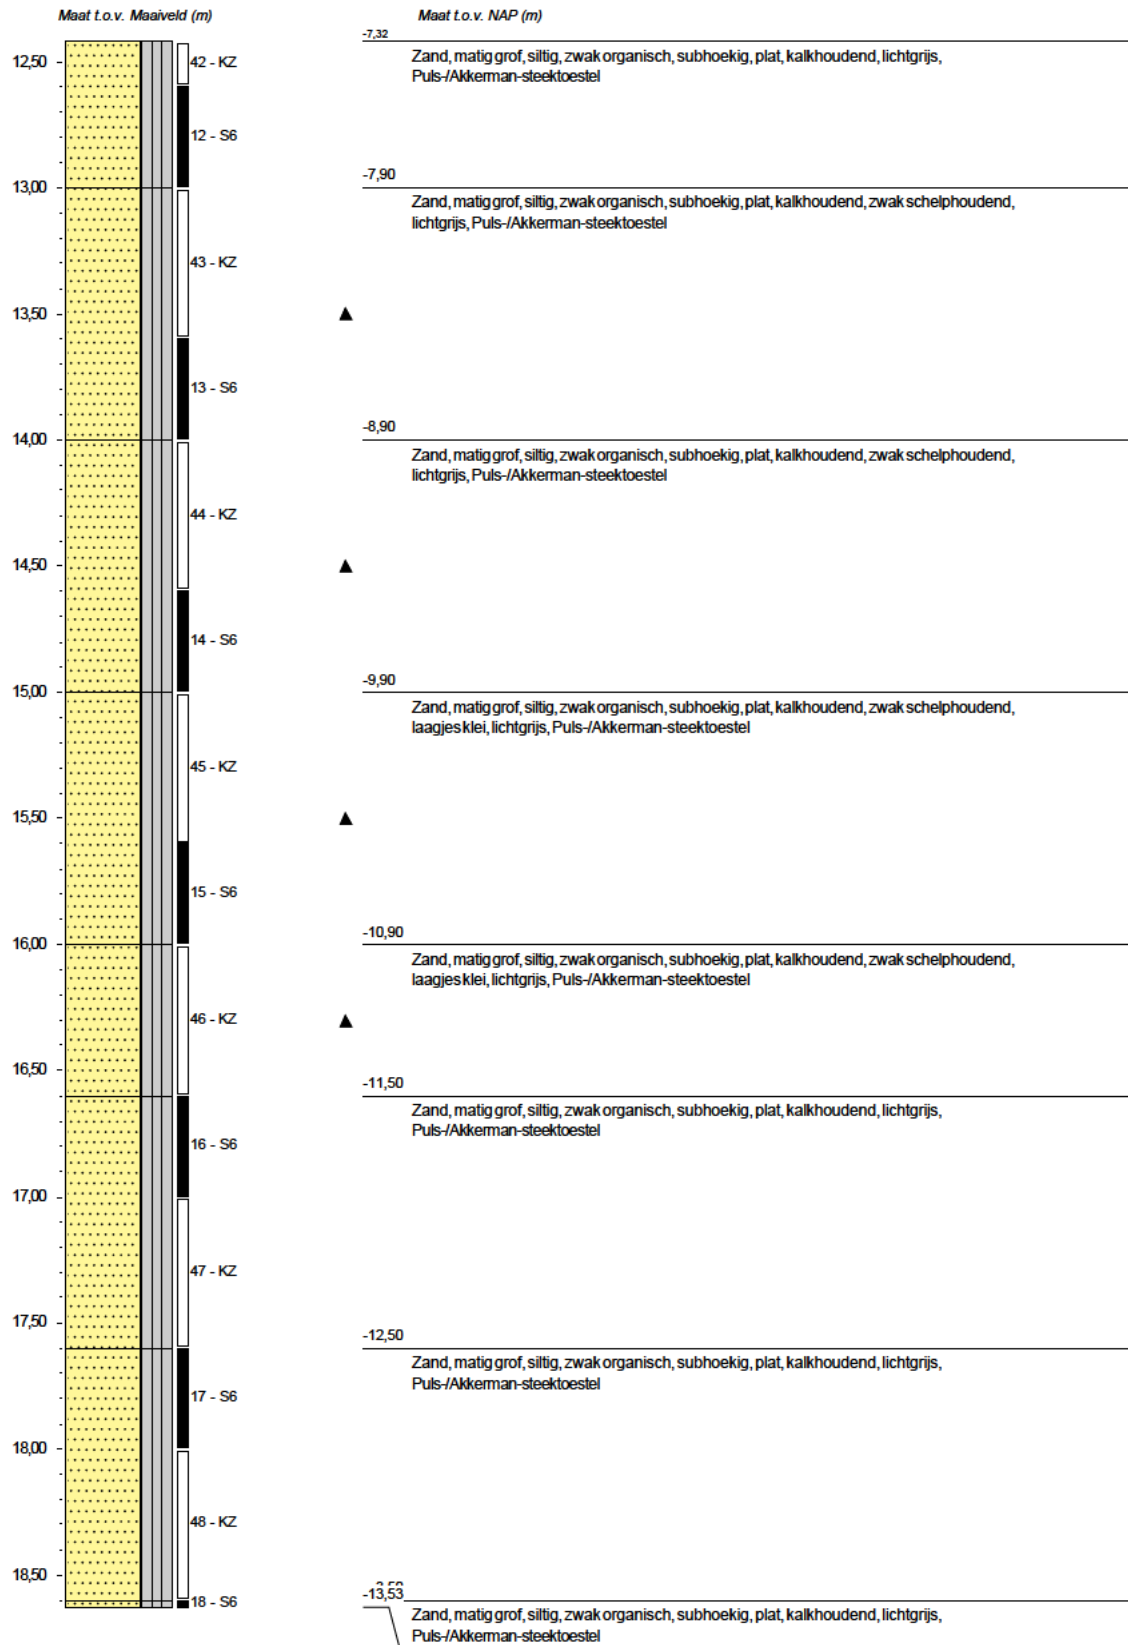 Maat t.o.v. Maaiveld (m) Maat t.o.v. NAP (m)
-7,32
12,50 42 - KZ Zand, matig grof, siltig, zwak organisch, subhoekig, plat, kalkhoudend, lichtgrijs,
Puls-/Akkerman-steektoestel
12 - S6
-7,90
13,00
Zand, matig grof, siltig, zwak organisch, subhoekig, plat, kalkhoudend, zwak schelphoudend,
lichtgrijs, Puls-/Akkerman-steektoestel
43 - KZ
13,50
13 - S6
-8,90
14,00
Zand, matig grof, siltig, zwak organisch, subhoekig, plat, kalkhoudend, zwak schelphoudend,
lichtgrijs, Puls-/Akkerman-steektoestel
44 - KZ
14,50
14 - S6
-9,90
15,00
Zand, matig grof, siltig, zwak organisch, subhoekig, plat, kalkhoudend, zwak schelphoudend,
laagjes klei, lichtgrijs, Puls-/Akkerman-steektoestel
45 - KZ
15,50
15 - S6
-10,90
16,00
Zand, matig grof, siltig, zwak organisch, subhoekig, plat, kalkhoudend, zwak schelphoudend,
laagjes klei, lichtgrijs, Puls-/Akkerman-steektoestel
46 - KZ
16,50
-11,50
Zand, matig grof, siltig, zwak organisch, subhoekig, plat, kalkhoudend, lichtgrijs,
Puls-/Akkerman-steektoestel
16 - S6
17,00
47 - KZ
17,50
-12,50
Zand, matig grof, siltig, zwak organisch, subhoekig, plat, kalkhoudend, lichtgrijs,
Puls-/Akkerman-steektoestel
17 - S6
18,00
48 - KZ
18,50
-13,53
18 - S6
Zand, matig grof, siltig, zwak organisch, subhoekig, plat, kalkhoudend, lichtgrijs,
Puls-/Akkerman-steektoestel